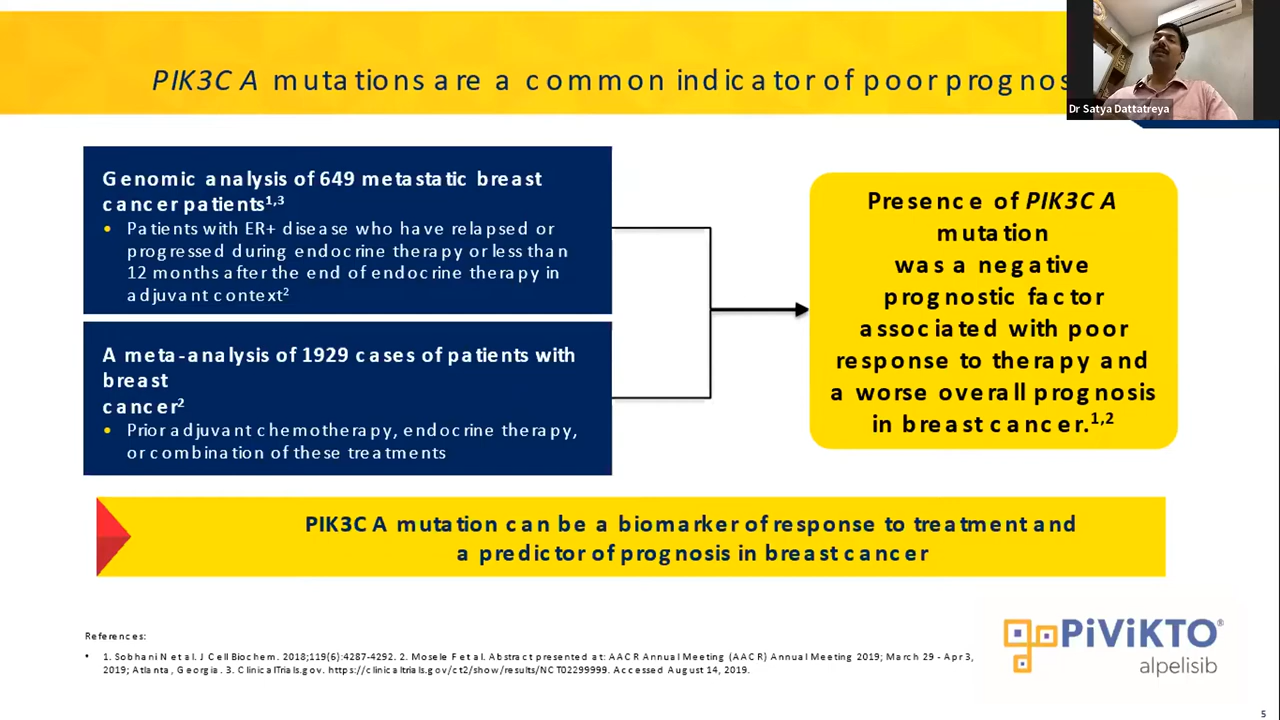 PIK3CA mutations are a common indicator of poor prognos
Dr Satya Dattatreya
Genomic analysis of 649 metastatic breast
cancer patients1,3
• Patients with ER+ disease who have relapsed or
progressed during endocrine therapy or less than
12 months after the end of endocrine therapy in
adjuvant context2
A meta-analysis of 1929 cases of patients with
breast
cancer2
• Prior adjuvant chemotherapy, endocrine therapy,
or combination of these treatments
Presence of PIK3CA
mutation
was a negative
prognostic factor
associated with poor
response to therapy and
a worse overall prognosis
in breast cancer.1,2
PIK3CA mutation can be a biomarker of response to treatment and
a predictor of prognosis in breast cancer
References:
• 1. Sobhani N et al. J Cell Biochem. 2018;119(6):4287-4292. 2. Mosele F et al. Abstract presented at: AACR Annual Meeting (AACR) Annual Meeting 2019; March 29 - Apr 3,
2019; Atlanta, Georgia. 3. ClinicalTrials.gov. https://clinicaltrials.gov/ct2/show/results/NCT02299999. Accessed August 14, 2019.
PiViKTO®
alpelisib
5